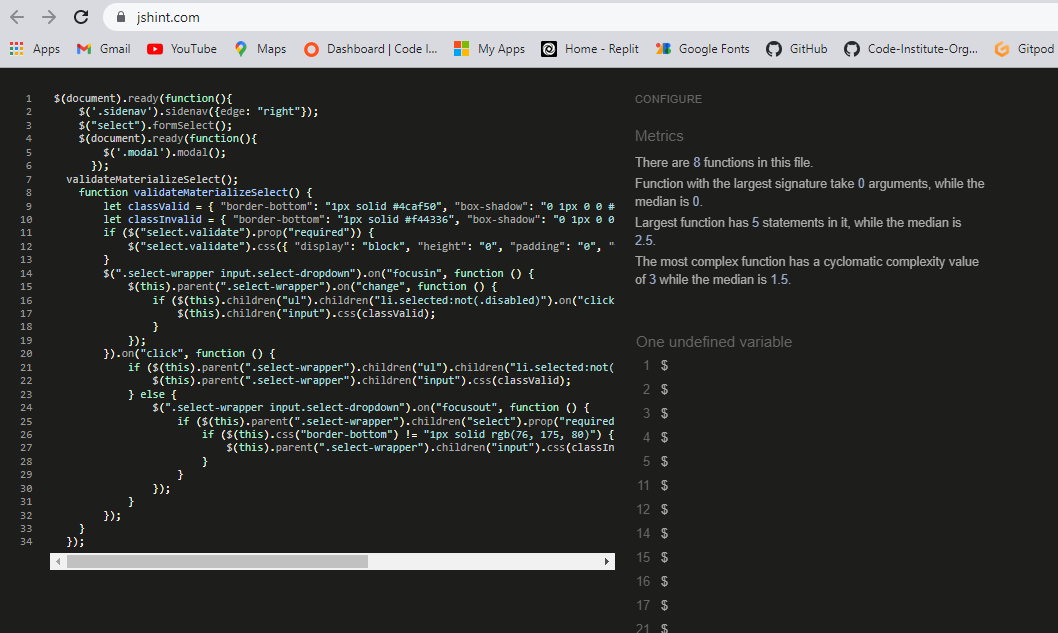 jshint.com
Apps Gmail YouTube Maps Dashboard | Code I... My Apps Home - Replit Google Fonts GitHub Code-Institute-Org... Gitpod
1 $(document).ready(function(){
2 $('.sidenav').sidenav({edge: "right"});
3 $("select").formSelect();
4 $(document).ready(function(){
5 $('.modal').modal();
6 });
7 validateMaterializeSelect();
8 function validateMaterializeSelect() {
9 let classValid = { "border-bottom": "1px solid #4caf50", "box-shadow": "0 1px 0 0 #
10 let classInvalid = { "border-bottom": "1px solid #f44336", "box-shadow": "0 1px 0 0
11 if ($("select.validate").prop("required")) {
12 $("select.validate").css({ "display": "block", "height": "0", "padding": "0", "
13 }
14 $(".select-wrapper input.select-dropdown").on("focusin", function () {
15 $(this).parent(".select-wrapper").on("change", function () {
16 if ($(this).children("ul").children("li.selected:not(.disabled)").on("click
17 $(this).children("input").css(classValid);
18 }
19 });
20 }).on("click", function () {
21 if ($(this).parent(".select-wrapper").children("ul").children("li.selected:not(
22 $(this).parent(".select-wrapper").children("input").css(classValid);
23 } else {
24 $(".select-wrapper input.select-dropdown").on("focusout", function () {
25 if ($(this).parent(".select-wrapper").children("select").prop("required
26 if ($(this).css("border-bottom") != "1px solid rgb(76, 175, 80)") {
27 $(this).parent(".select-wrapper").children("input").css(classIn
28 }
29 }
30 });
31 }
32 });
33 }
34 });
CONFIGURE
Metrics
There are 8 functions in this file.
Function with the largest signature take 0 arguments, while the
median is 0.
Largest function has 5 statements in it, while the median is
2.5.
The most complex function has a cyclomatic complexity value
of 3 while the median is 1.5.
One undefined variable
1 $
2 $
3 $
4 $
5 $
11 $
12 $
14 $
15 $
16 $
17 $
21 $